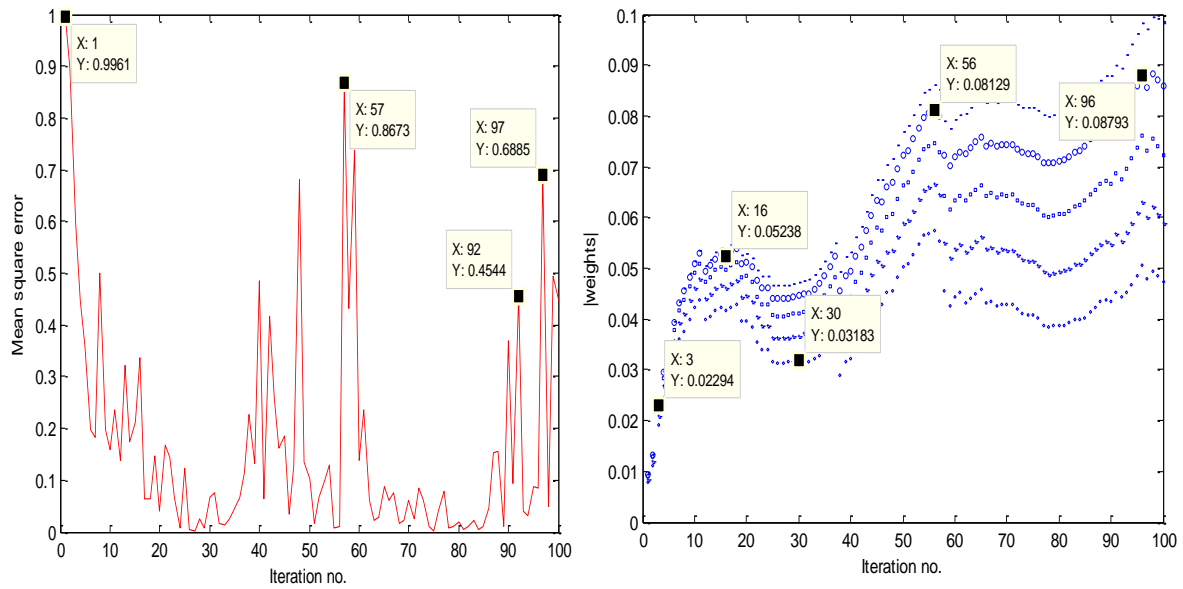 Mean square error
1
0.9
0.8
0.7
0.6
0.5
0.4
0.3
0.2
0.1
0
0 10 20 30 40 50 60 70 80 90 100
Iteration no.
X: 1
Y: 0.9961
X: 57
Y: 0.8673
X: 97
Y: 0.6885
X: 92
Y: 0.4544
|weights|
0.1
0.09
0.08
0.07
0.06
0.05
0.04
0.03
0.02
0.01
0
0 10 20 30 40 50 60 70 80 90 100
Iteration no.
X: 56
Y: 0.08129
X: 96
Y: 0.08793
X: 16
Y: 0.05238
X: 30
Y: 0.03183
X: 3
Y: 0.02294